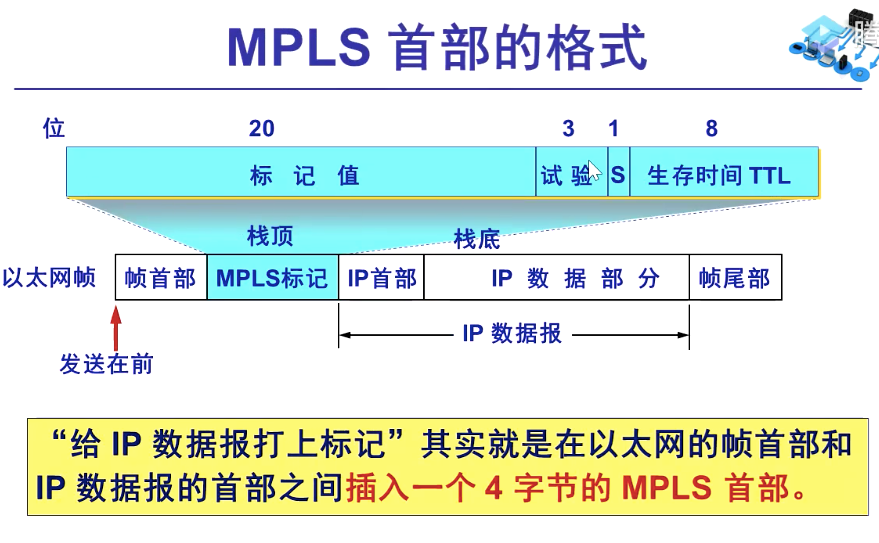 MPLS 首部的格式
腾
位 20 3 1 8
标 记 值 试 验 S 生存时间 TTL
栈顶 栈底
以太网帧 帧首部 MPLS标记 IP首部 IP 数 据 部 分 帧尾部
IP 数据报
发送在前
“给 IP 数据报打上标记”其实就是在以太网的帧首部和
IP 数据报的首部之间插入一个 4 字节的 MPLS 首部。